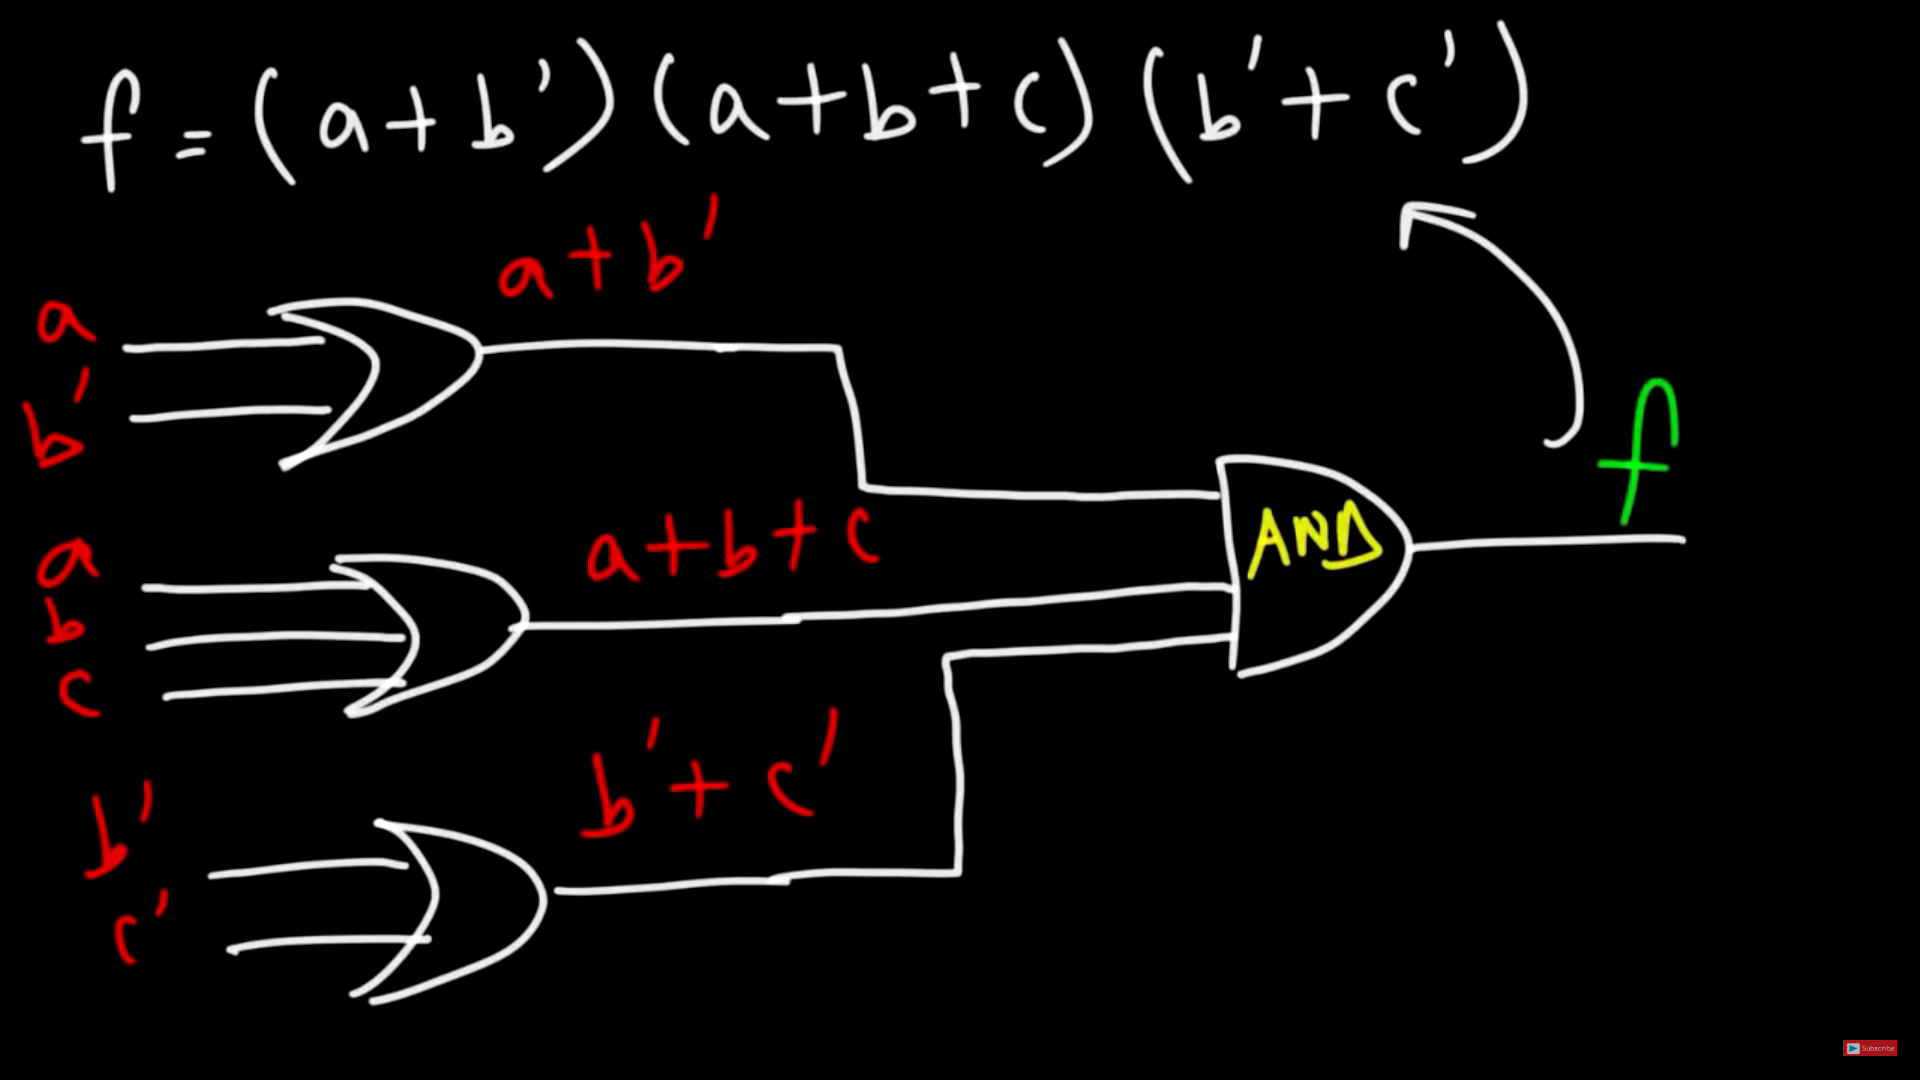 f = (a+b')(a+b+c)(b'+c')
a+b'
a
b'
f
AND
a+b+c
a
b
c
b'+c'
b'
c'
Subscribe